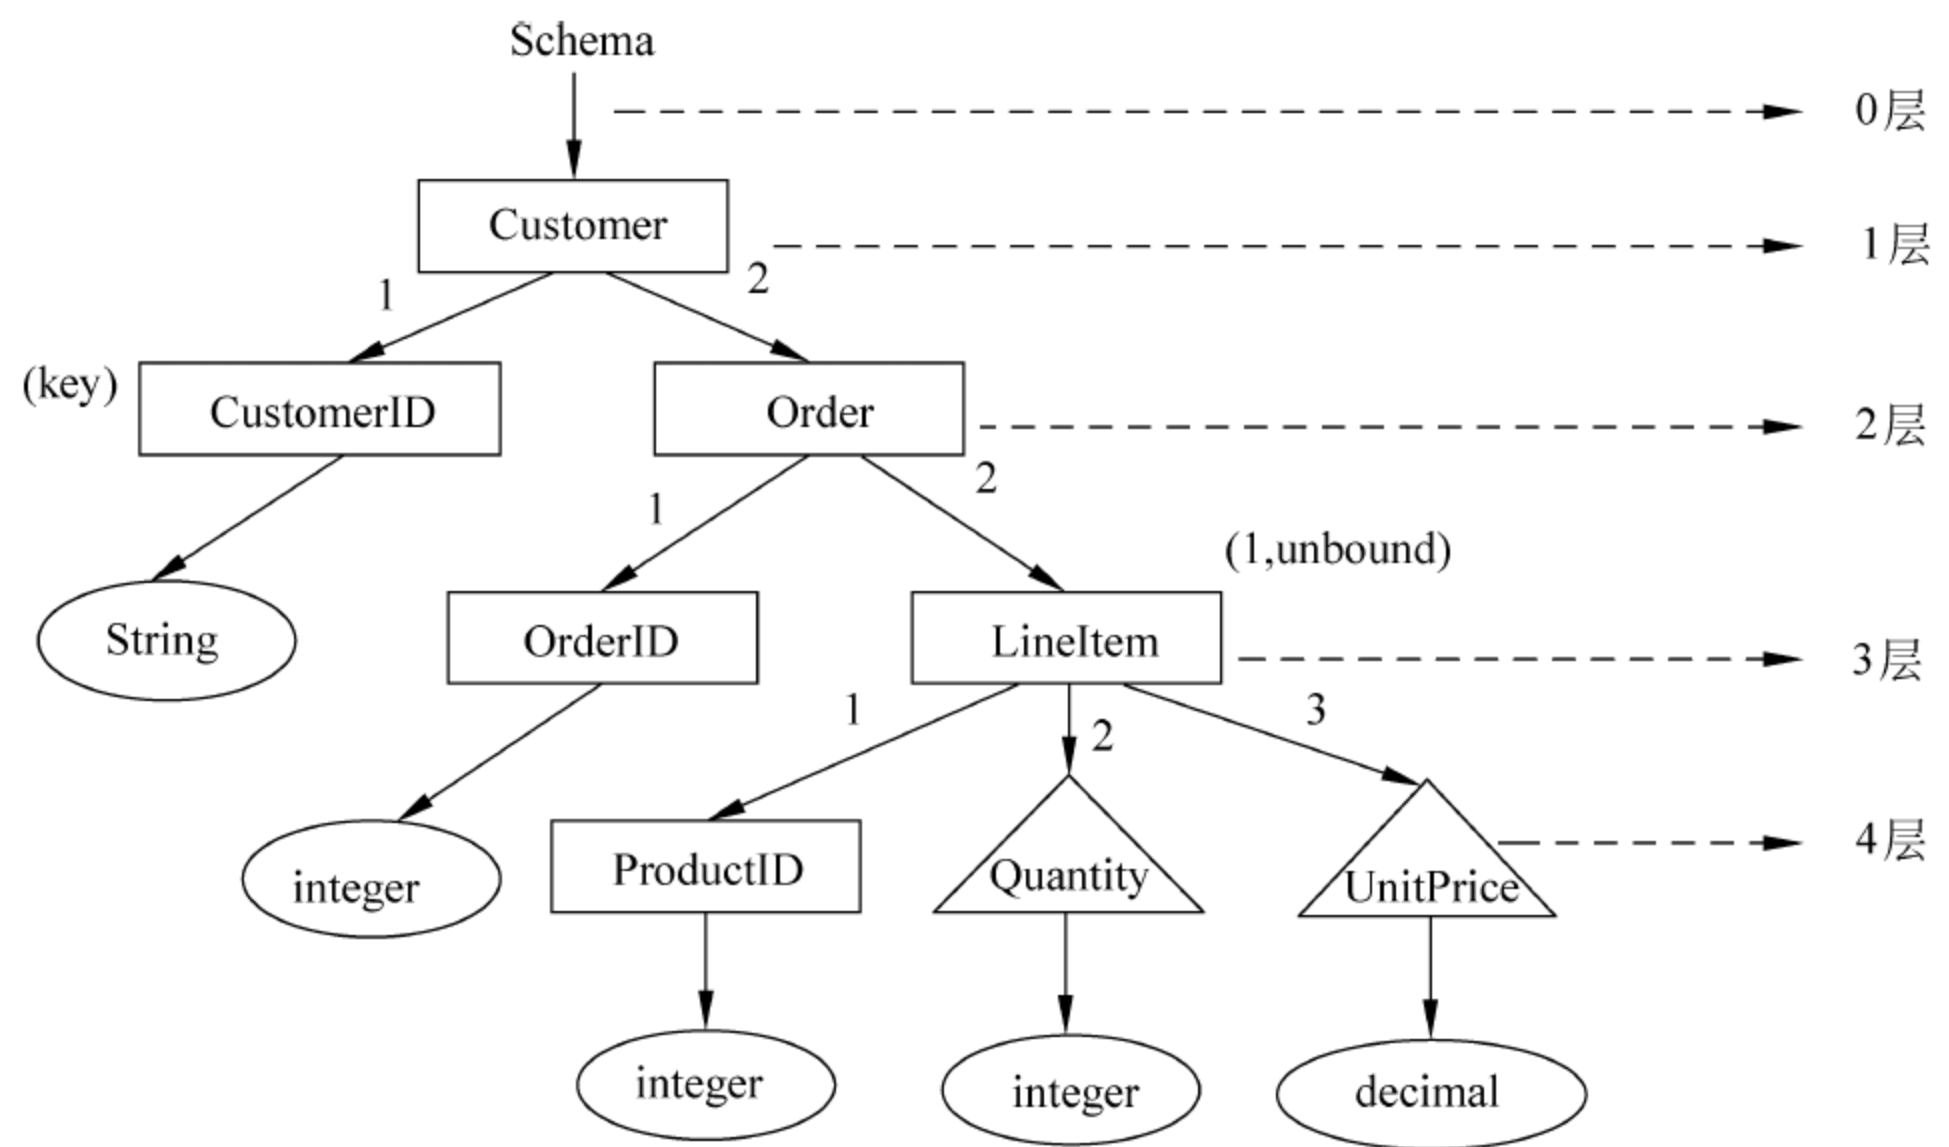 Schema
0层
Customer
1层
1
2
(key)
CustomerID
Order
2层
1
2
(1,unbound)
String
OrderID
LineItem
3层
1
2
3
integer
ProductID
Quantity
UnitPrice
4层
integer
integer
decimal